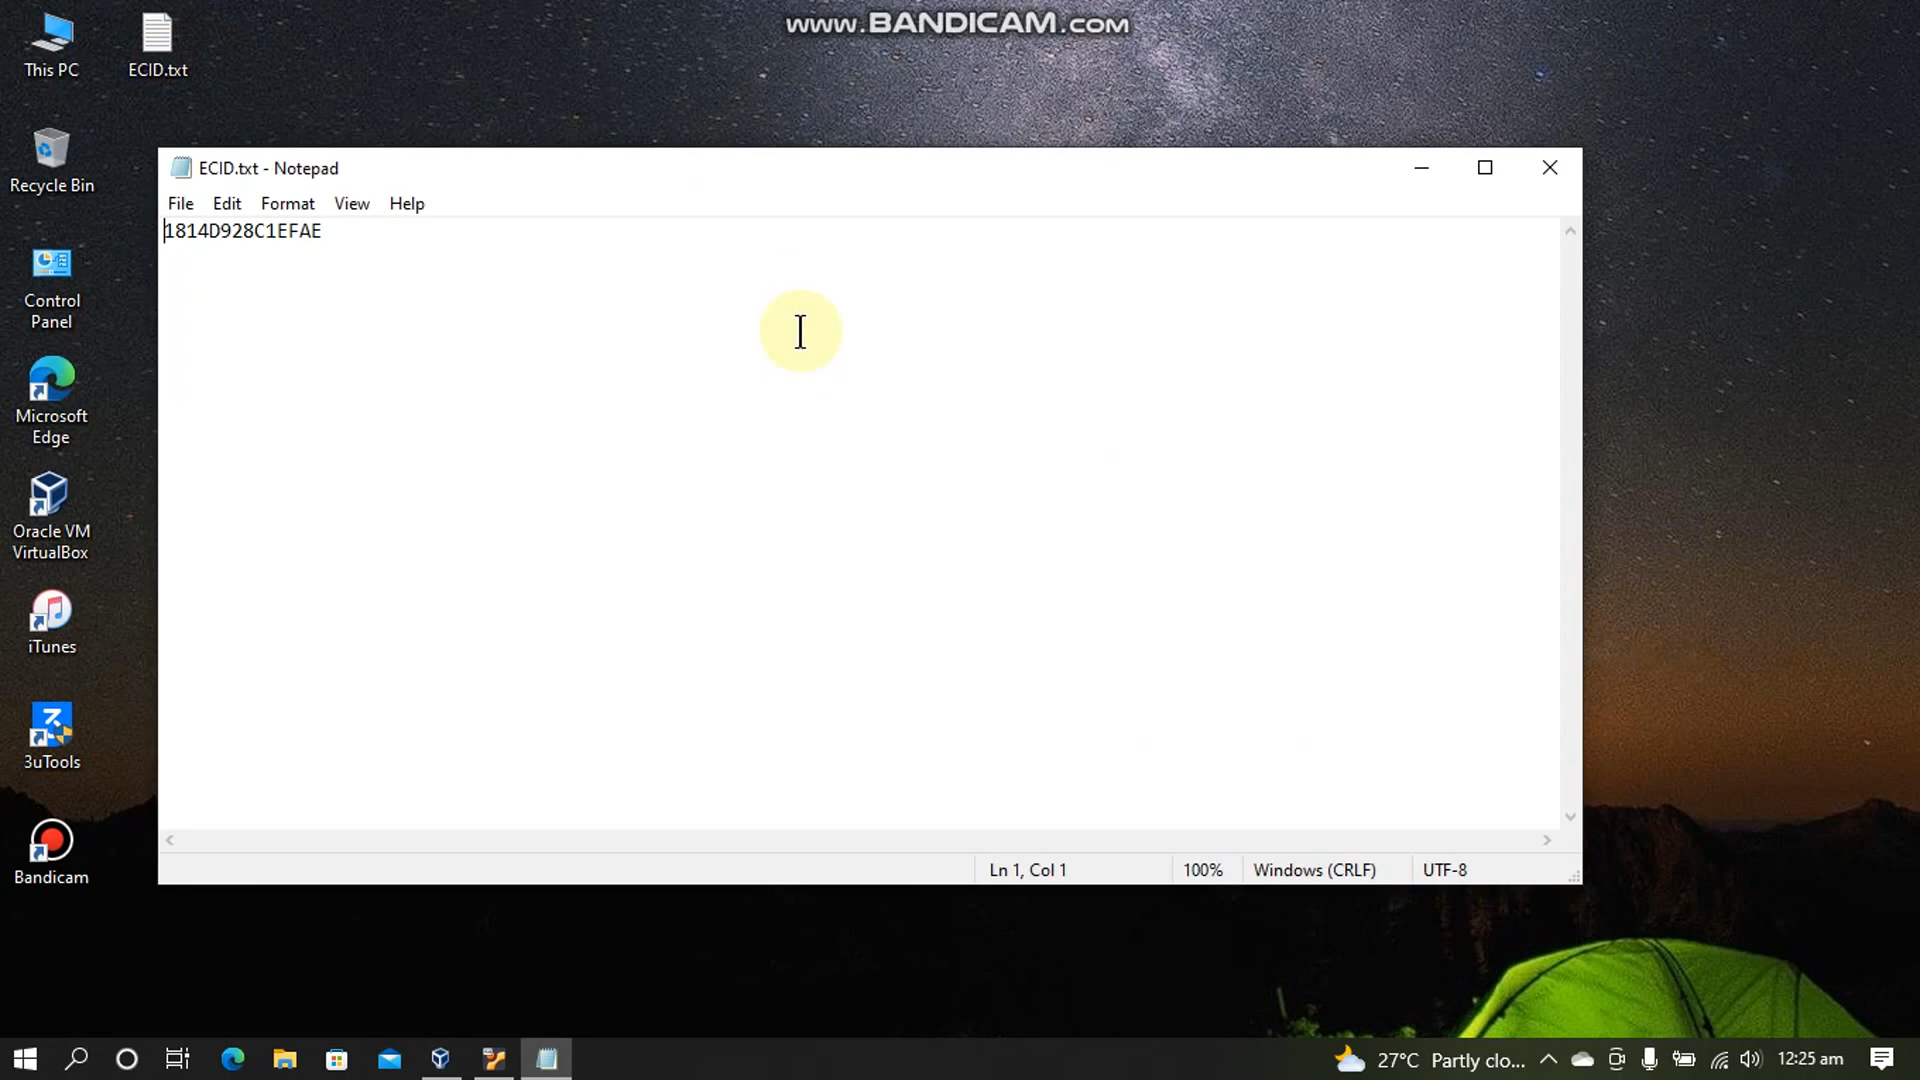 www.BANDICAM.com
This PC
ECID.txt
Recycle Bin
Control
Panel
Microsoft
Edge
Oracle VM
VirtualBox
iTunes
3uTools
Bandicam
ECID.txt - Notepad
File Edit Format View Help
1814D928C1EFAE
Ln 1, Col 1 100% Windows (CRLF) UTF-8
27°C Partly clo... 12:25 am